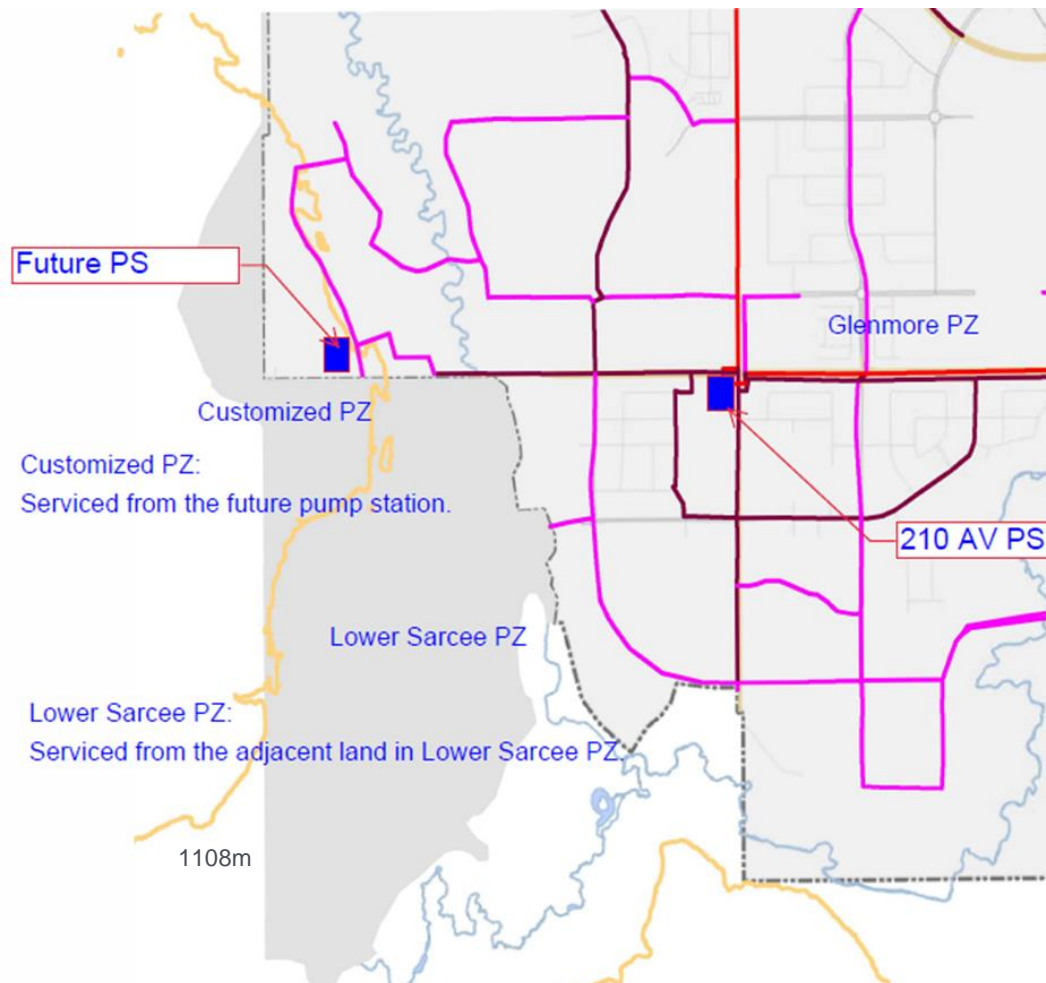 Future PS
Glenmore PZ
Customized PZ
Customized PZ:
Serviced from the future pump station.
210 AV PS
Lower Sarcee PZ
Lower Sarcee PZ:
Serviced from the adjacent land in Lower Sarcee PZ.
1108m